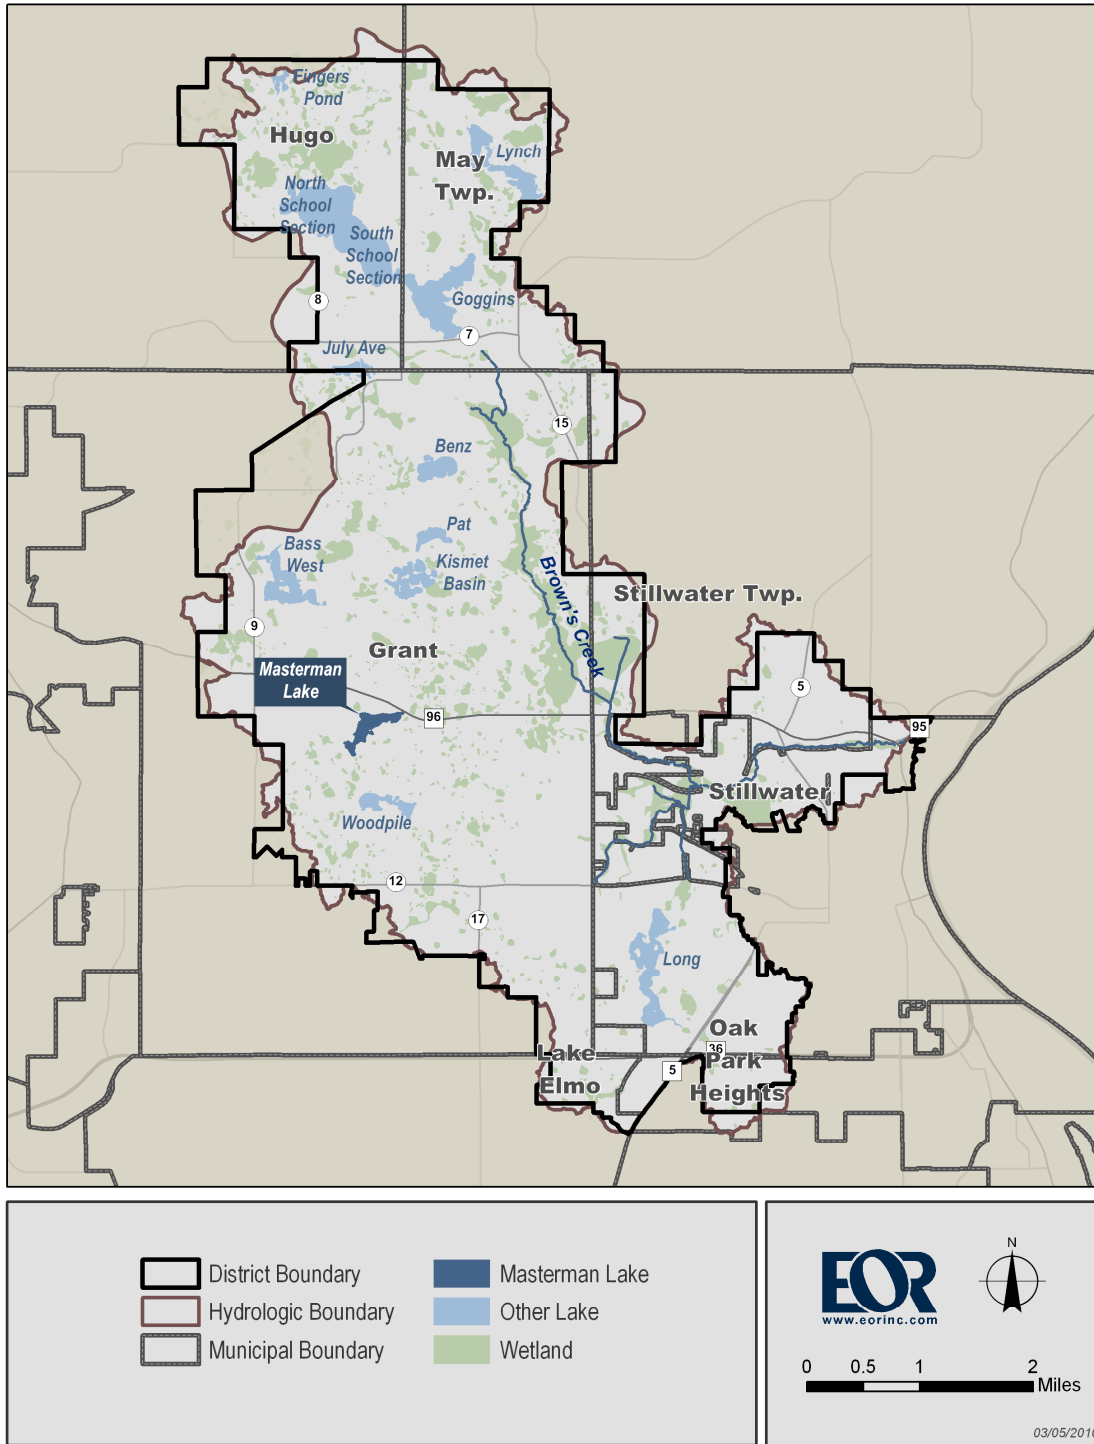 Fingers
Pond
Hugo
May
Twp.
Lynch
North
School
Section
South
School
Section
8
Goggins
7
July Ave
15
Benz
Pat
Kismet
Basin
Bass
West
Brown's Creek
Stillwater Twp.
9
Grant
Masterman
Lake
96
5
95
Stillwater
Woodpile
12
17
Long
Oak
Park
Heights
36
5
Lake
Elmo
District Boundary
Hydrologic Boundary
Municipal Boundary
Masterman Lake
Other Lake
Wetland
EOR
www.eorinc.com
N
0 0.5 1 2
Miles